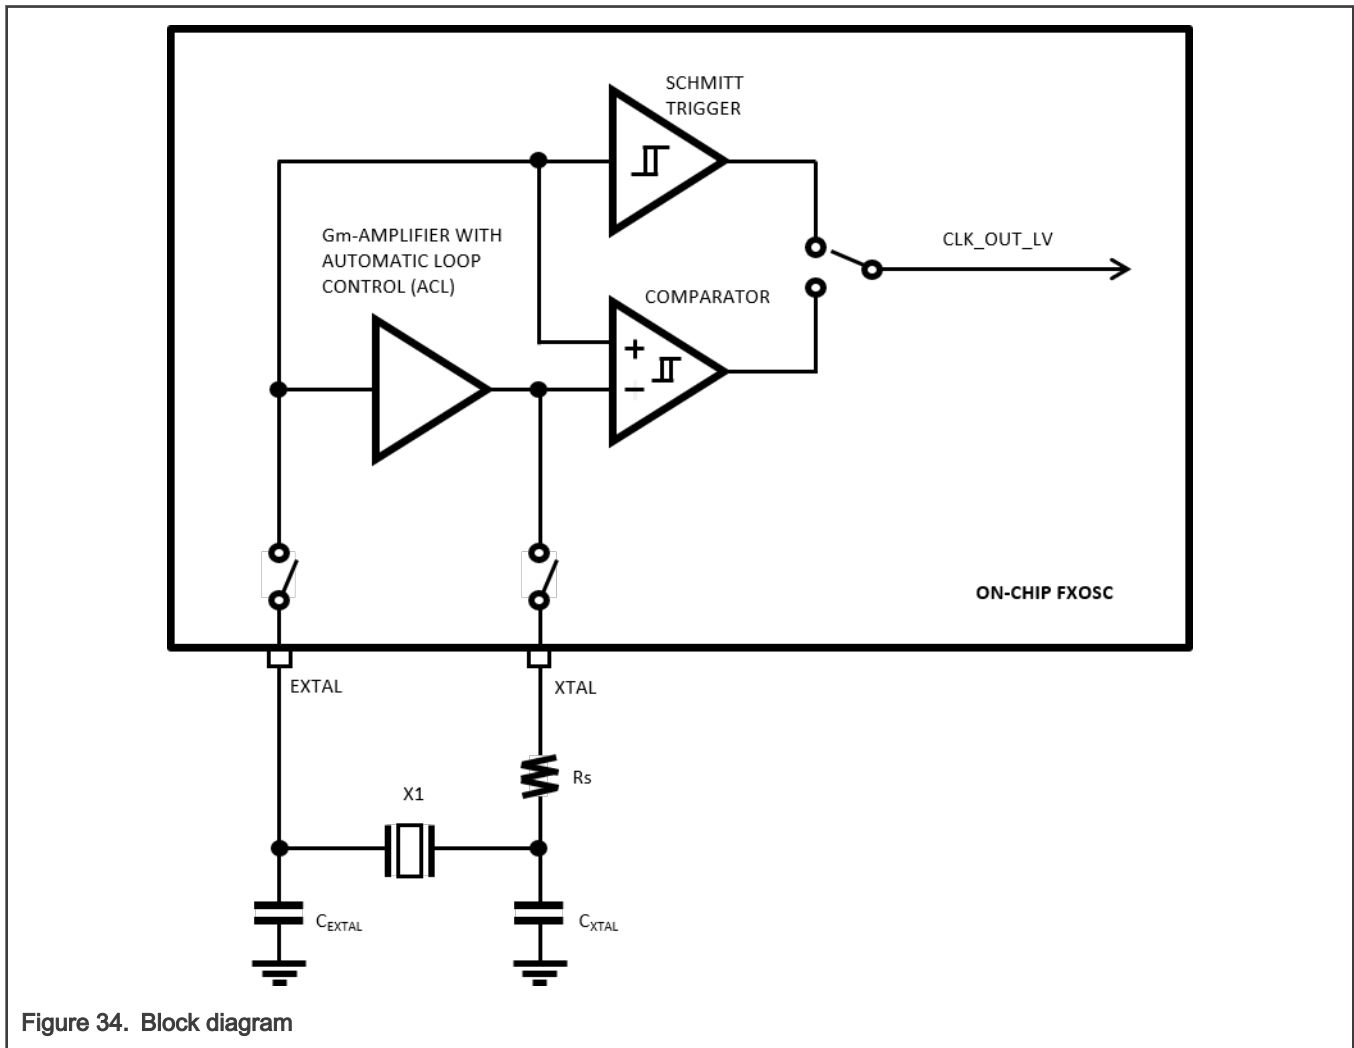 SCHMITT
TRIGGER
Gm-AMPLIFIER WITH
AUTOMATIC LOOP
CONTROL (ACL)
CLK_OUT_LV
COMPARATOR
+
−
ON-CHIP FXOSC
EXTAL
XTAL
Rs
X1
CEXTAL
CXTAL
Figure 34. Block diagram